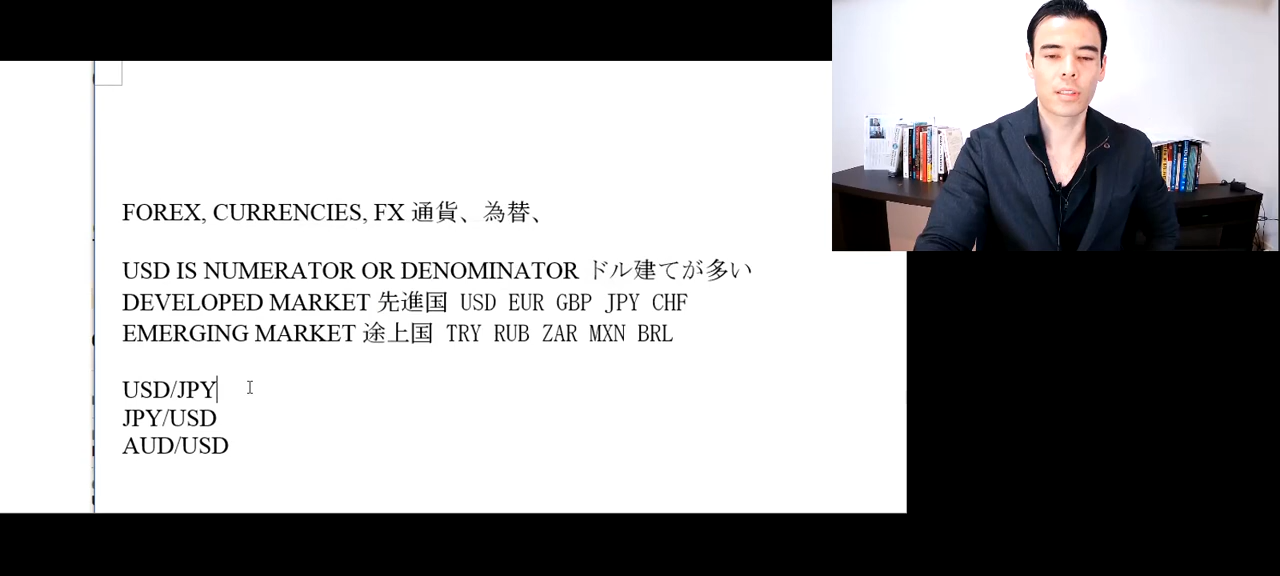 FOREX, CURRENCIES, FX 通貨、為替、
USD IS NUMERATOR OR DENOMINATOR ドル建てが多い
DEVELOPED MARKET 先進国 USD EUR GBP JPY CHF
EMERGING MARKET 途上国 TRY RUB ZAR MXN BRL
USD/JPY
JPY/USD
AUD/USD